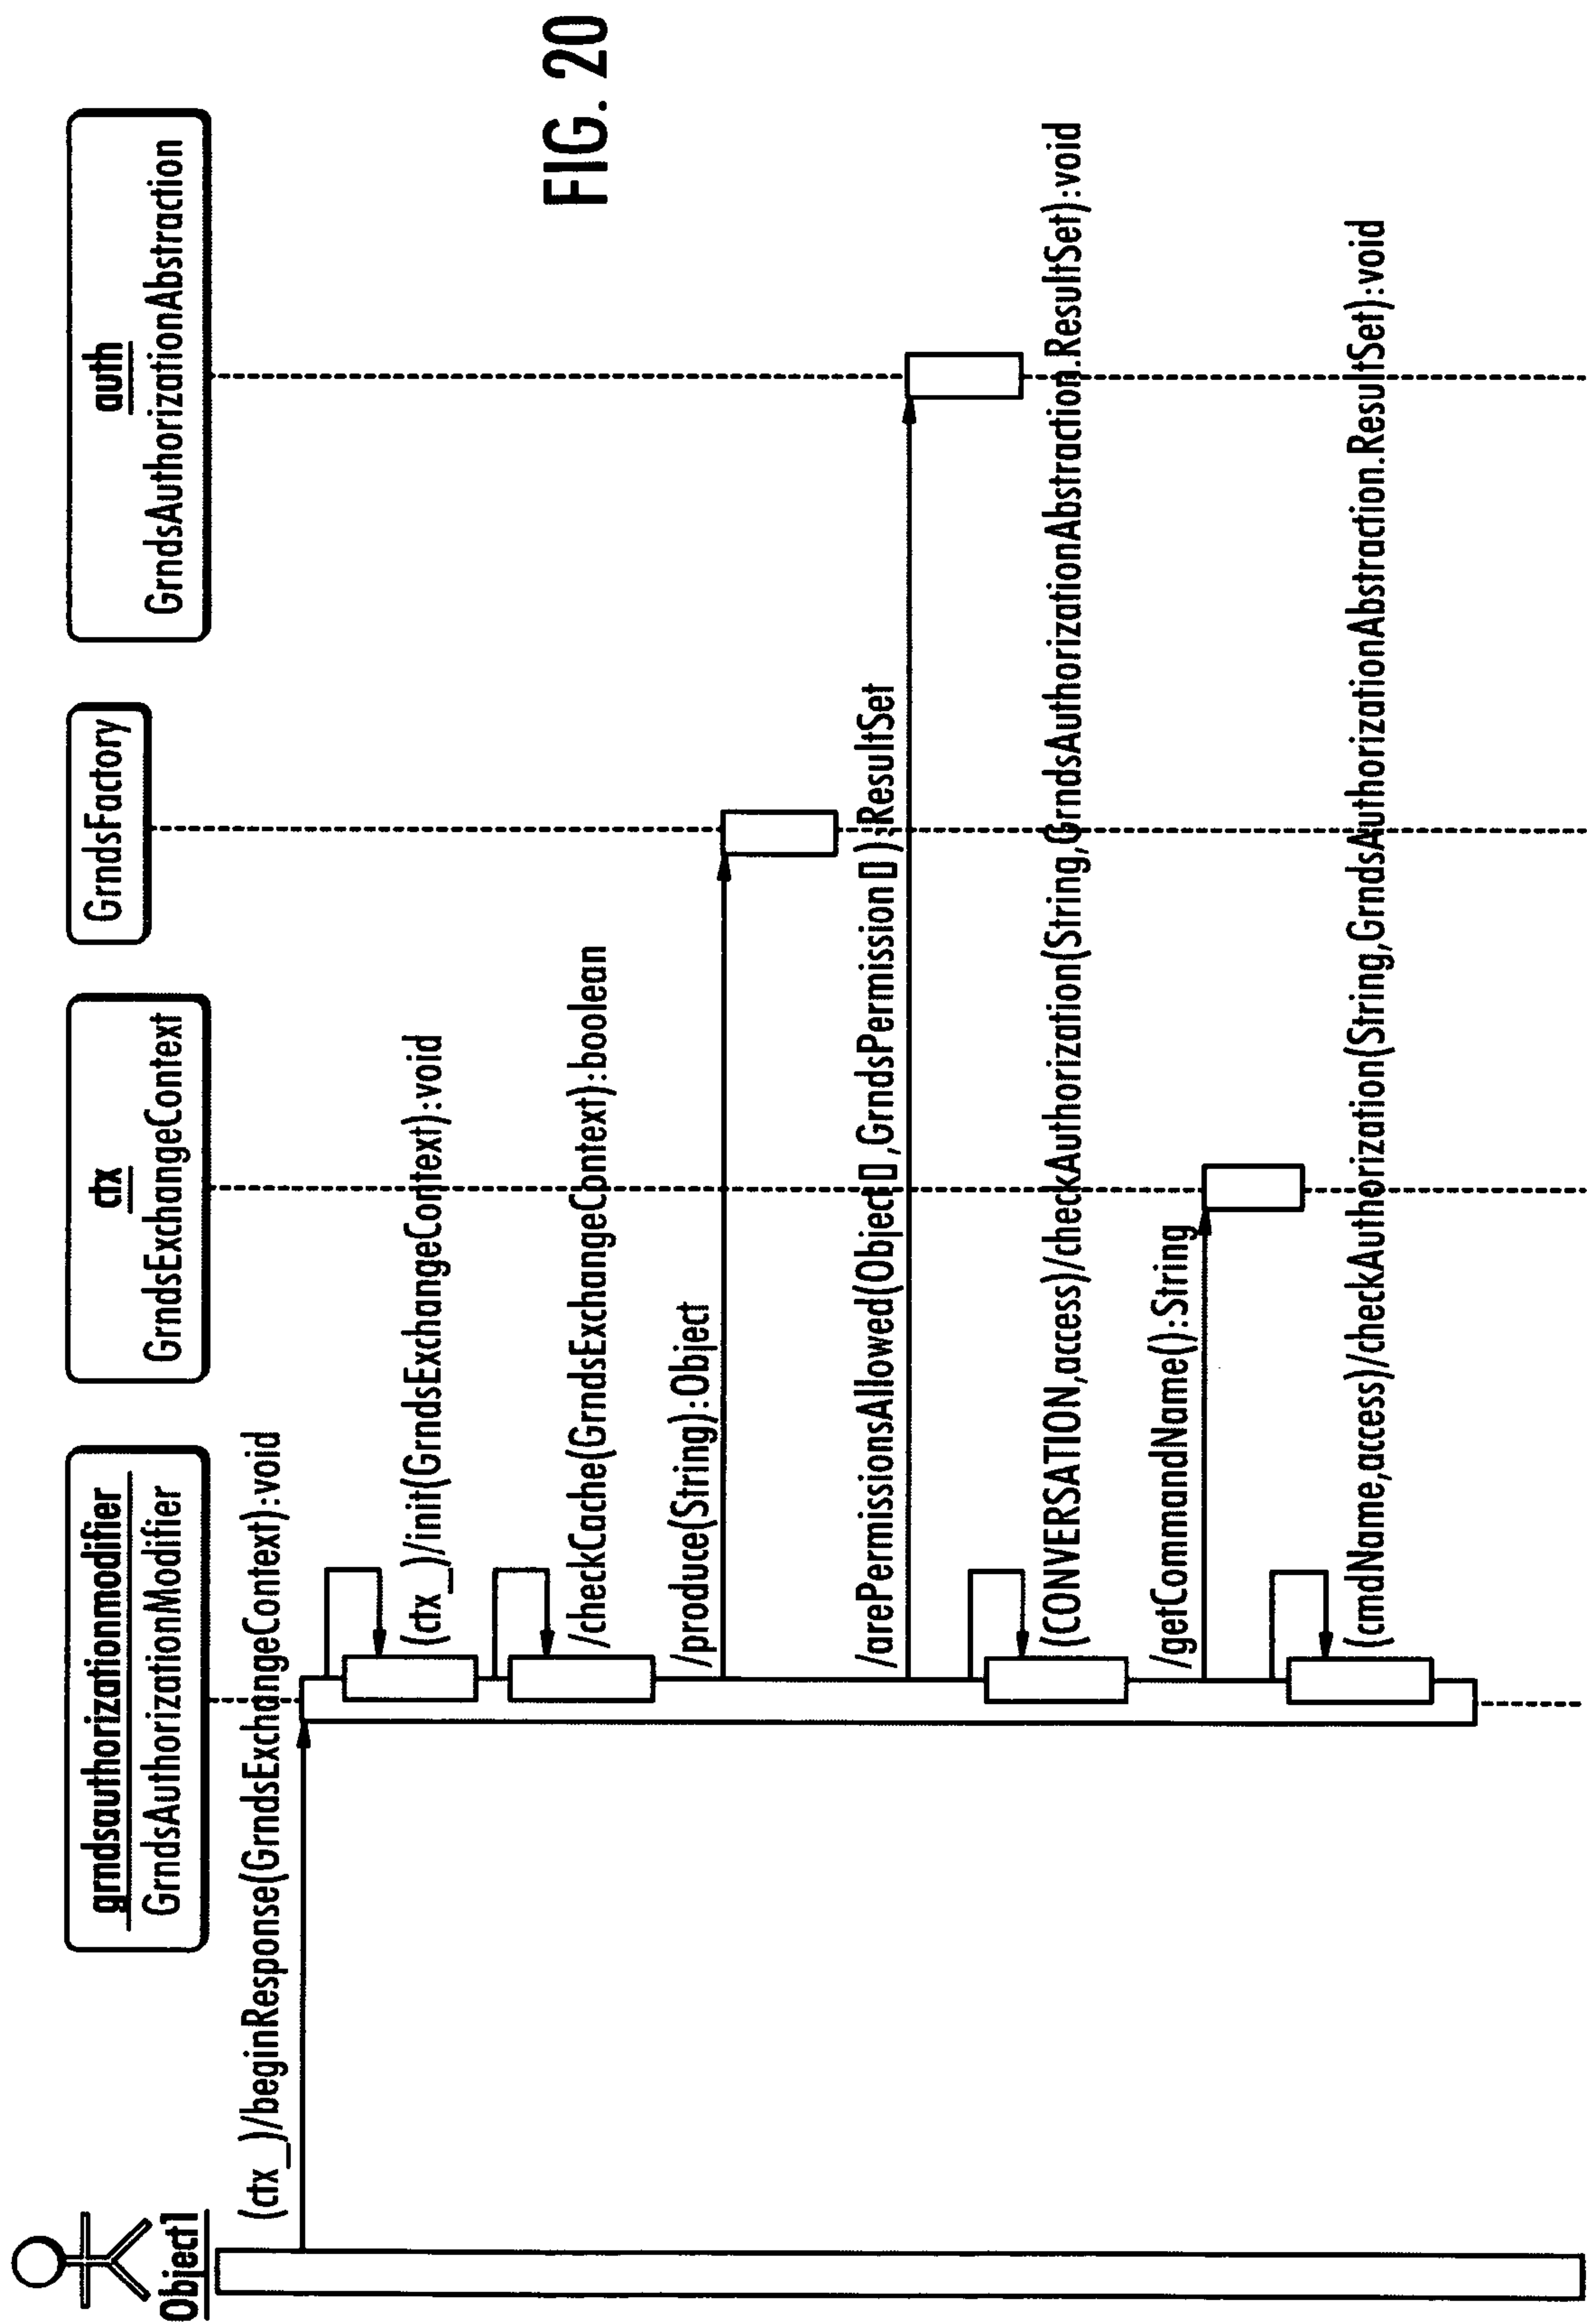 Object1
grndsauthorizationmodifier
GrndsAuthorizationModifier
ctx
GrndsExchangeContext
GrndsFactory
auth
GrndsAuthorizationAbstraction
(ctx_)/beginResponse(GrndsExchangeContext):void
(ctx_)/init(GrndsExchangeContext):void
/checkCache(GrndsExchangeContext):boolean
/produce(String):Object
/arePermissionsAllowed(Object[],GrndsPermission[]):ResultSet
(CONVERSATION,access)/checkAuthorization(String,GrndsAuthorizationAbstraction.ResultSet):void
/getCommandName():String
(cmdName,access)/checkAuthorization(String,GrndsAuthorizationAbstraction.ResultSet):void
FIG. 20